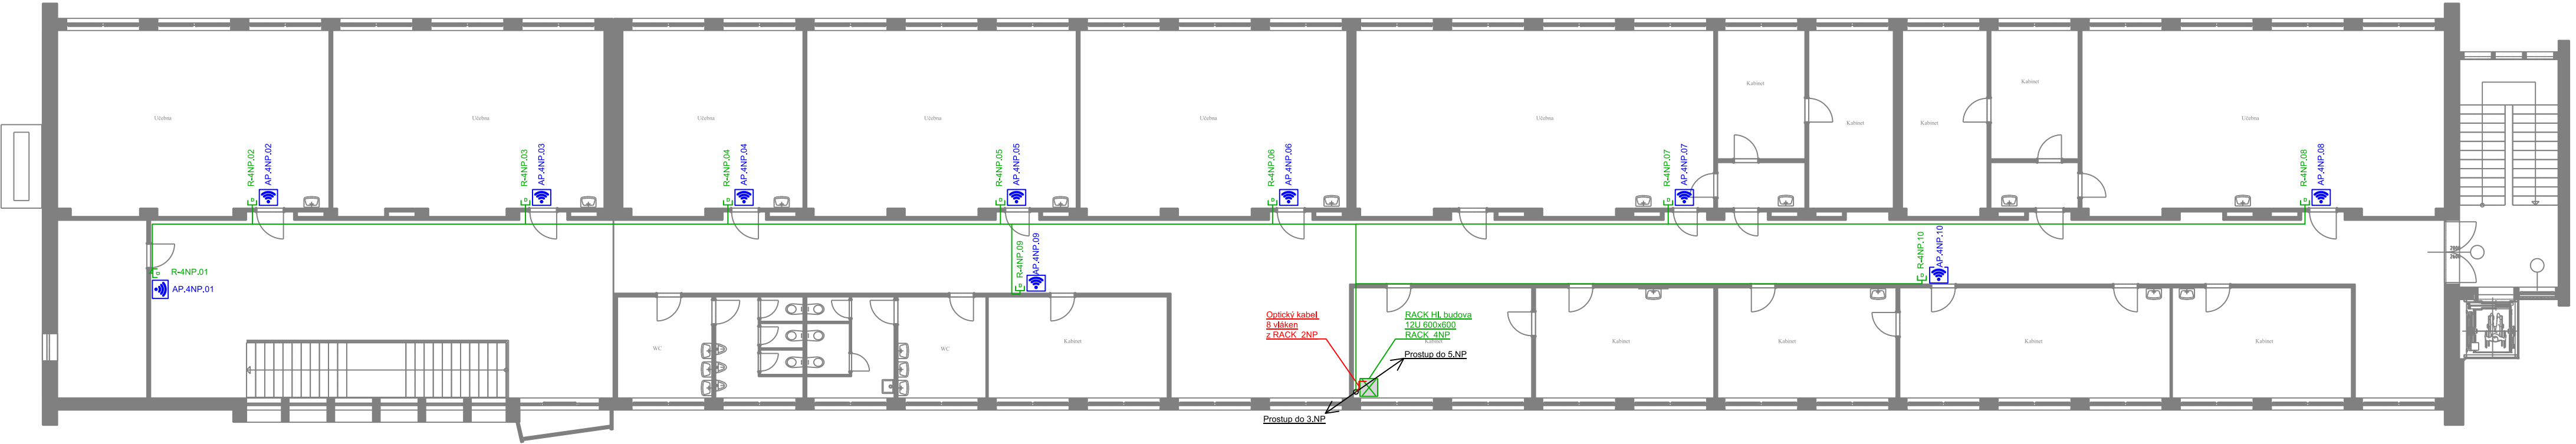 Učebna
Učebna
Učebna
Učebna
Učebna
Učebna
Kabinet
Kabinet
Kabinet
Kabinet
Učebna
R-4NP.02
AP.4NP.02
R-4NP.03
AP.4NP.03
R-4NP.04
AP.4NP.04
R-4NP.05
AP.4NP.05
R-4NP.06
AP.4NP.06
R-4NP.07
AP.4NP.07
R-4NP.08
AP.4NP.08
R-4NP.01
AP.4NP.01
R-4NP.09
AP.4NP.09
R-4NP.10
AP.4NP.10
WC
WC
Kabinet
Optický kabel
8 vláken
z RACK_2NP
RACK Hl. budova
12U 600x600
RACK_4NP
Kabinet
Kabinet
Kabinet
Kabinet
Kabinet
Prostup do 5.NP
Prostup do 3.NP